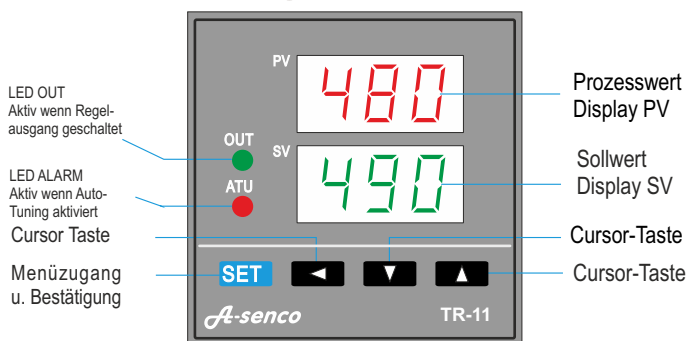 PV
480
Prozesswert
Display PV
LED OUT
Aktiv wenn Regel-
ausgang geschaltet
OUT
SV
490
Sollwert
Display SV
LED ALARM
Aktiv wenn Auto-
Tuning aktiviert
ATU
Cursor Taste
Cursor-Taste
Menüzugang
u. Bestätigung
SET
Cursor-Taste
A-senco
TR-11